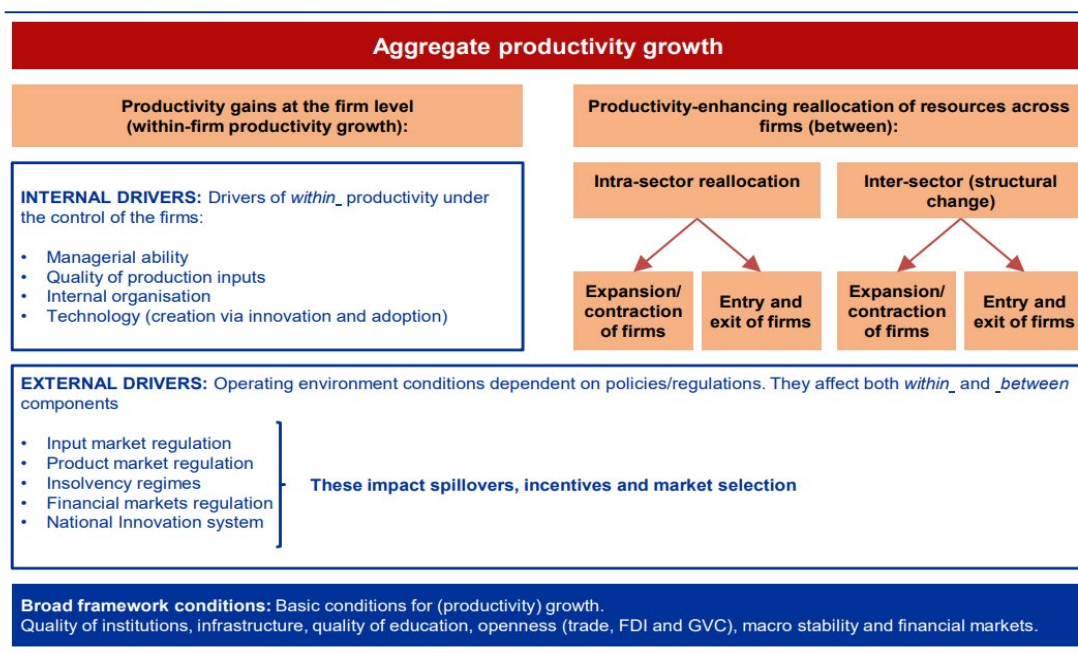 Aggregate productivity growth
Productivity gains at the firm level
(within-firm productivity growth):
Productivity-enhancing reallocation of resources across
firms (between):
INTERNAL DRIVERS: Drivers of within_ productivity under
the control of the firms:
• Managerial ability
• Quality of production inputs
• Internal organisation
• Technology (creation via innovation and adoption)
Intra-sector reallocation
Inter-sector (structural
change)
Expansion/
contraction
of firms
Entry and
exit of firms
Expansion/
contraction
of firms
Entry and
exit of firms
EXTERNAL DRIVERS: Operating environment conditions dependent on policies/regulations. They affect both within_ and _between
components
• Input market regulation
• Product market regulation
• Insolvency regimes
• Financial markets regulation
• National Innovation system
These impact spillovers, incentives and market selection
Broad framework conditions: Basic conditions for (productivity) growth.
Quality of institutions, infrastructure, quality of education, openness (trade, FDI and GVC), macro stability and financial markets.